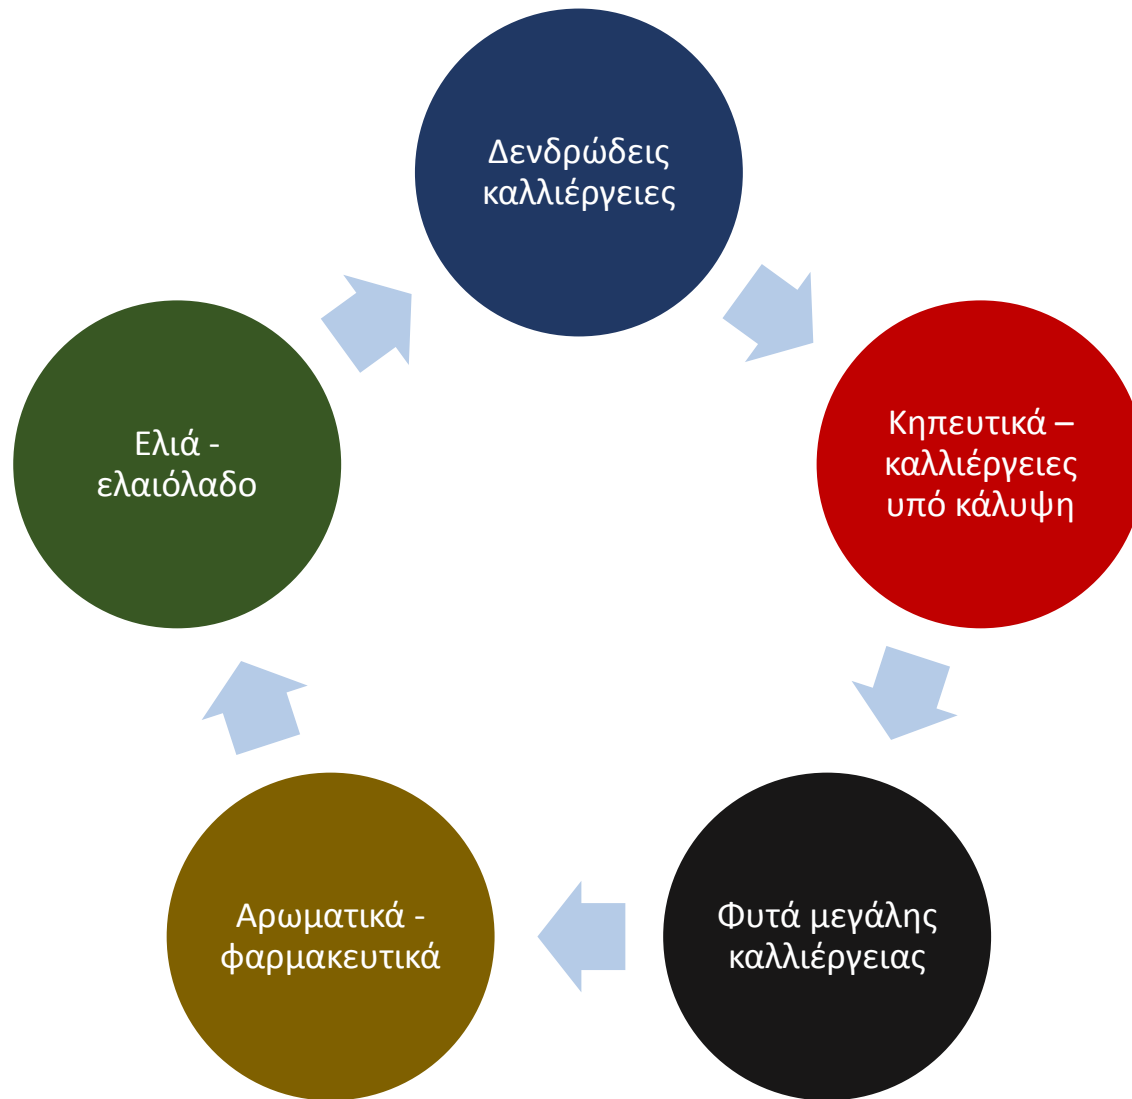 Δενδρώδεις
καλλιέργειες
Κηπευτικά –
καλλιέργειες
υπό κάλυψη
Φυτά μεγάλης
καλλιέργειας
Αρωματικά -
φαρμακευτικά
Ελιά -
ελαιόλαδο